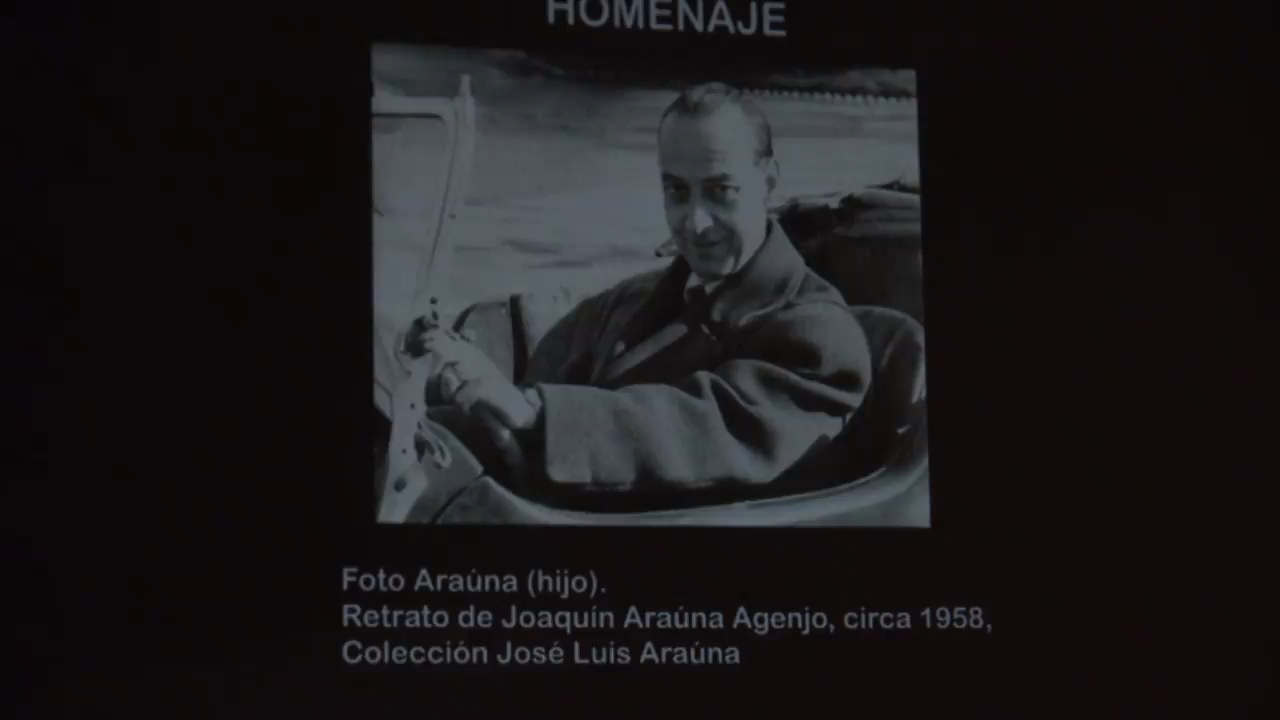 HOMENAJE
Foto Araúna (hijo).
Retrato de Joaquín Araúna Agenjo, circa 1958,
Colección José Luis Araúna